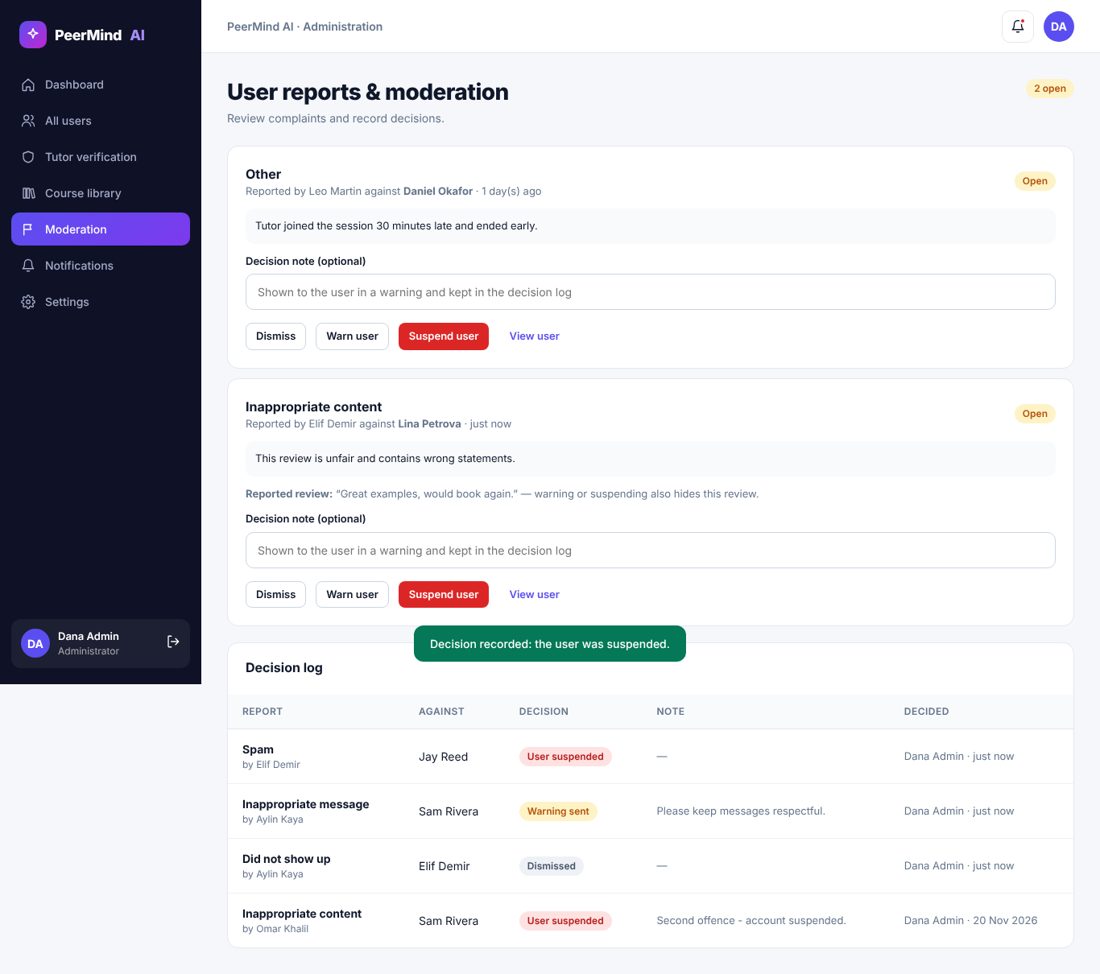 PeerMind AI
Dashboard
All users
Tutor verification
Course library
Moderation
Notifications
Settings
DA
Dana Admin
Administrator
PeerMind AI · Administration
DA
User reports & moderation
2 open
Review complaints and record decisions.
Other
Open
Reported by Leo Martin against Daniel Okafor · 1 day(s) ago
Tutor joined the session 30 minutes late and ended early.
Decision note (optional)
Shown to the user in a warning and kept in the decision log
Dismiss Warn user Suspend user View user
Inappropriate content
Open
Reported by Elif Demir against Lina Petrova · just now
This review is unfair and contains wrong statements.
Reported review: “Great examples, would book again.” — warning or suspending also hides this review.
Decision note (optional)
Shown to the user in a warning and kept in the decision log
Dismiss Warn user Suspend user View user
Decision recorded: the user was suspended.
Decision log
REPORT AGAINST DECISION NOTE DECIDED
Spam
by Elif Demir
Jay Reed User suspended — Dana Admin · just now
Inappropriate message
by Aylin Kaya
Sam Rivera Warning sent Please keep messages respectful. Dana Admin · just now
Did not show up
by Aylin Kaya
Elif Demir Dismissed — Dana Admin · just now
Inappropriate content
by Omar Khalil
Sam Rivera User suspended Second offence - account suspended. Dana Admin · 20 Nov 2026